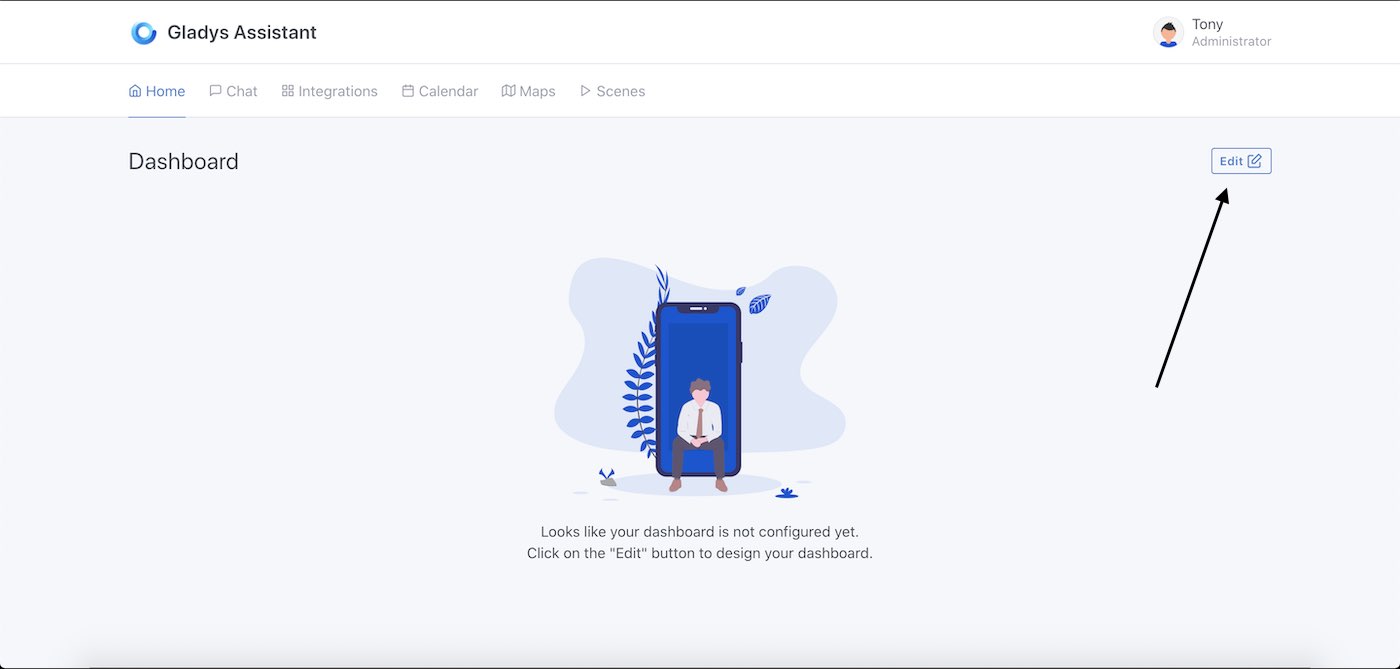 Gladys Assistant
Tony
Administrator
Home Chat Integrations Calendar Maps Scenes
Dashboard
Edit
Looks like your dashboard is not configured yet.
Click on the "Edit" button to design your dashboard.